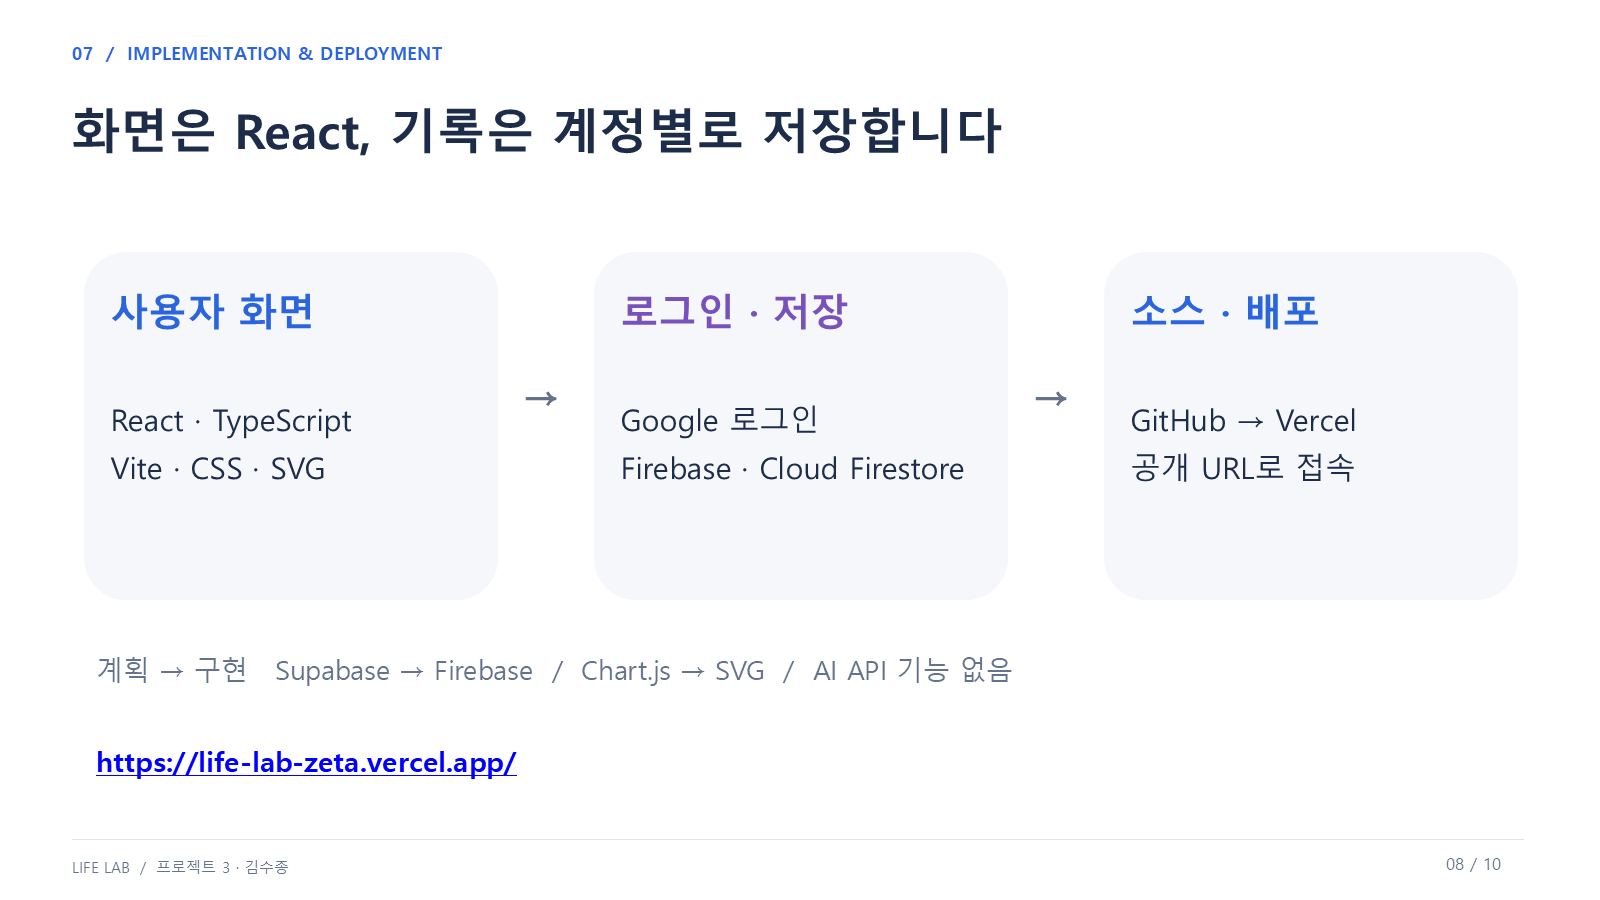 07 / IMPLEMENTATION & DEPLOYMENT
화면은 React, 기록은 계정별로 저장합니다
사용자 화면
React · TypeScript
Vite · CSS · SVG
→
로그인 · 저장
Google 로그인
Firebase · Cloud Firestore
→
소스 · 배포
GitHub → Vercel
공개 URL로 접속
계획 → 구현 Supabase → Firebase / Chart.js → SVG / AI API 기능 없음
https://life-lab-zeta.vercel.app/
LIFE LAB / 프로젝트 3 · 김수종
08 / 10